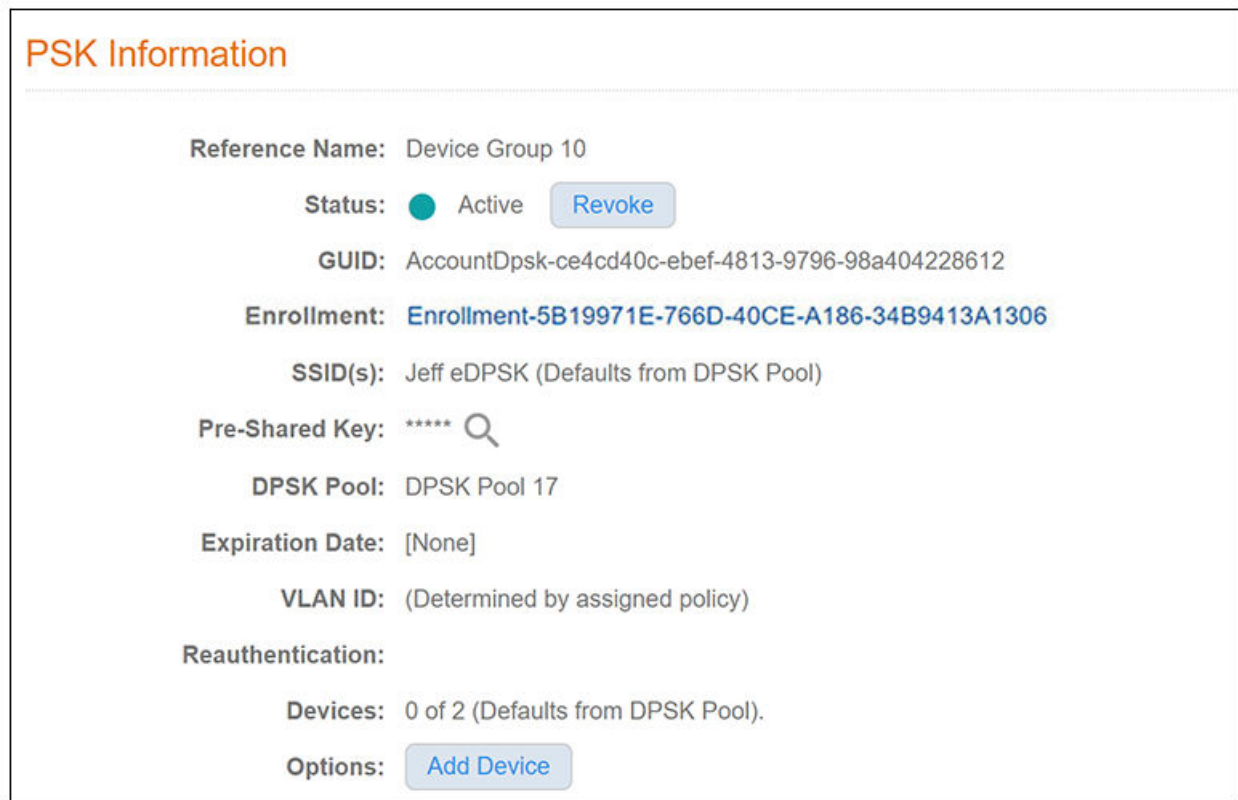 PSK Information
Reference Name: Device Group 10
Status: Active Revoke
GUID: AccountDpsk-ce4cd40c-ebef-4813-9796-98a404228612
Enrollment: Enrollment-5B19971E-766D-40CE-A186-34B9413A1306
SSID(s): Jeff eDPSK (Defaults from DPSK Pool)
Pre-Shared Key: *****
DPSK Pool: DPSK Pool 17
Expiration Date: [None]
VLAN ID: (Determined by assigned policy)
Reauthentication:
Devices: 0 of 2 (Defaults from DPSK Pool).
Options: Add Device